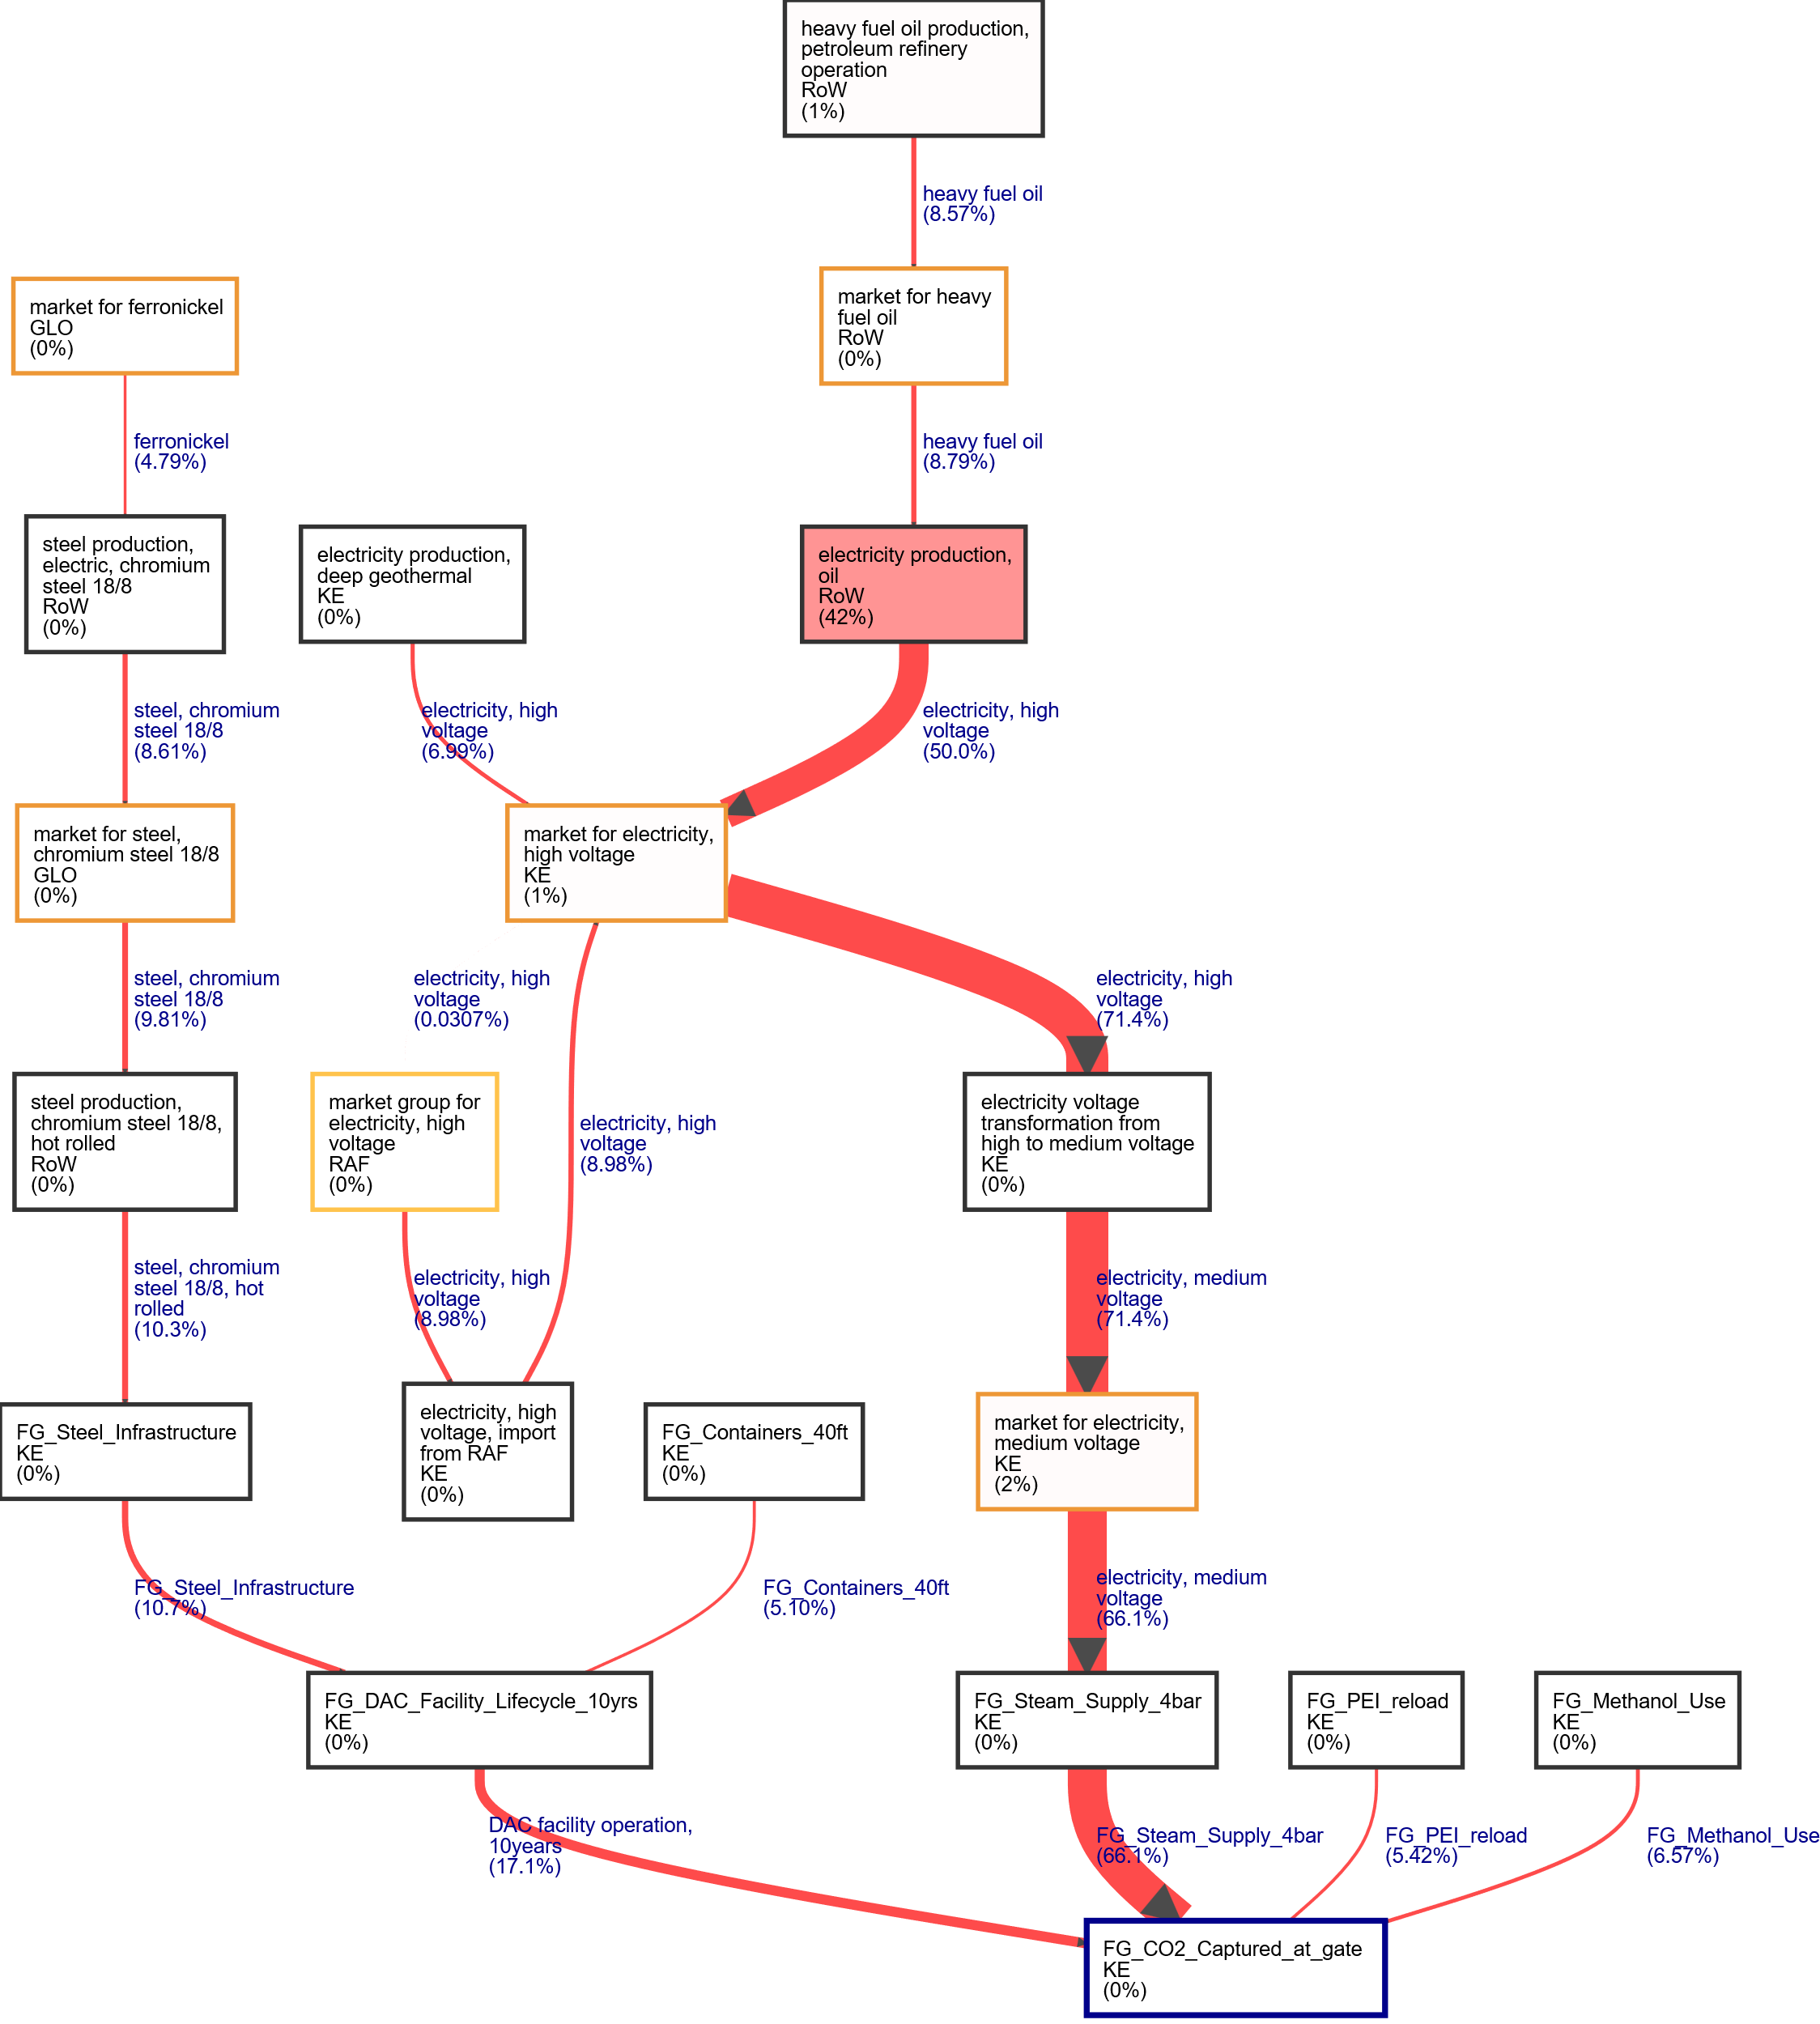 heavy fuel oil production,
petroleum refinery
operation
RoW
(1%)
heavy fuel oil
(8.57%)
market for ferronickel
GLO
(0%)
market for heavy
fuel oil
RoW
(0%)
ferronickel
(4.79%)
heavy fuel oil
(8.79%)
steel production,
electric, chromium
steel 18/8
RoW
(0%)
electricity production,
deep geothermal
KE
(0%)
electricity production,
oil
RoW
(42%)
steel, chromium
steel 18/8
(8.61%)
electricity, high
voltage
(6.99%)
electricity, high
voltage
(50.0%)
market for steel,
chromium steel 18/8
GLO
(0%)
market for electricity,
high voltage
KE
(1%)
steel, chromium
steel 18/8
(9.81%)
electricity, high
voltage
(0.0307%)
electricity, high
voltage
(71.4%)
steel production,
chromium steel 18/8,
hot rolled
RoW
(0%)
market group for
electricity, high
voltage
RAF
(0%)
electricity, high
voltage
(8.98%)
electricity voltage
transformation from
high to medium voltage
KE
(0%)
steel, chromium
steel 18/8, hot
rolled
(10.3%)
electricity, high
voltage
(8.98%)
electricity, medium
voltage
(71.4%)
FG_Steel_Infrastructure
KE
(0%)
electricity, high
voltage, import
from RAF
KE
(0%)
FG_Containers_40ft
KE
(0%)
market for electricity,
medium voltage
KE
(2%)
FG_Steel_Infrastructure
(10.7%)
FG_Containers_40ft
(5.10%)
electricity, medium
voltage
(66.1%)
FG_DAC_Facility_Lifecycle_10yrs
KE
(0%)
FG_Steam_Supply_4bar
KE
(0%)
FG_PEI_reload
KE
(0%)
FG_Methanol_Use
KE
(0%)
DAC facility operation,
10years
(17.1%)
FG_Steam_Supply_4bar
(66.1%)
FG_PEI_reload
(5.42%)
FG_Methanol_Use
(6.57%)
FG_CO2_Captured_at_gate
KE
(0%)